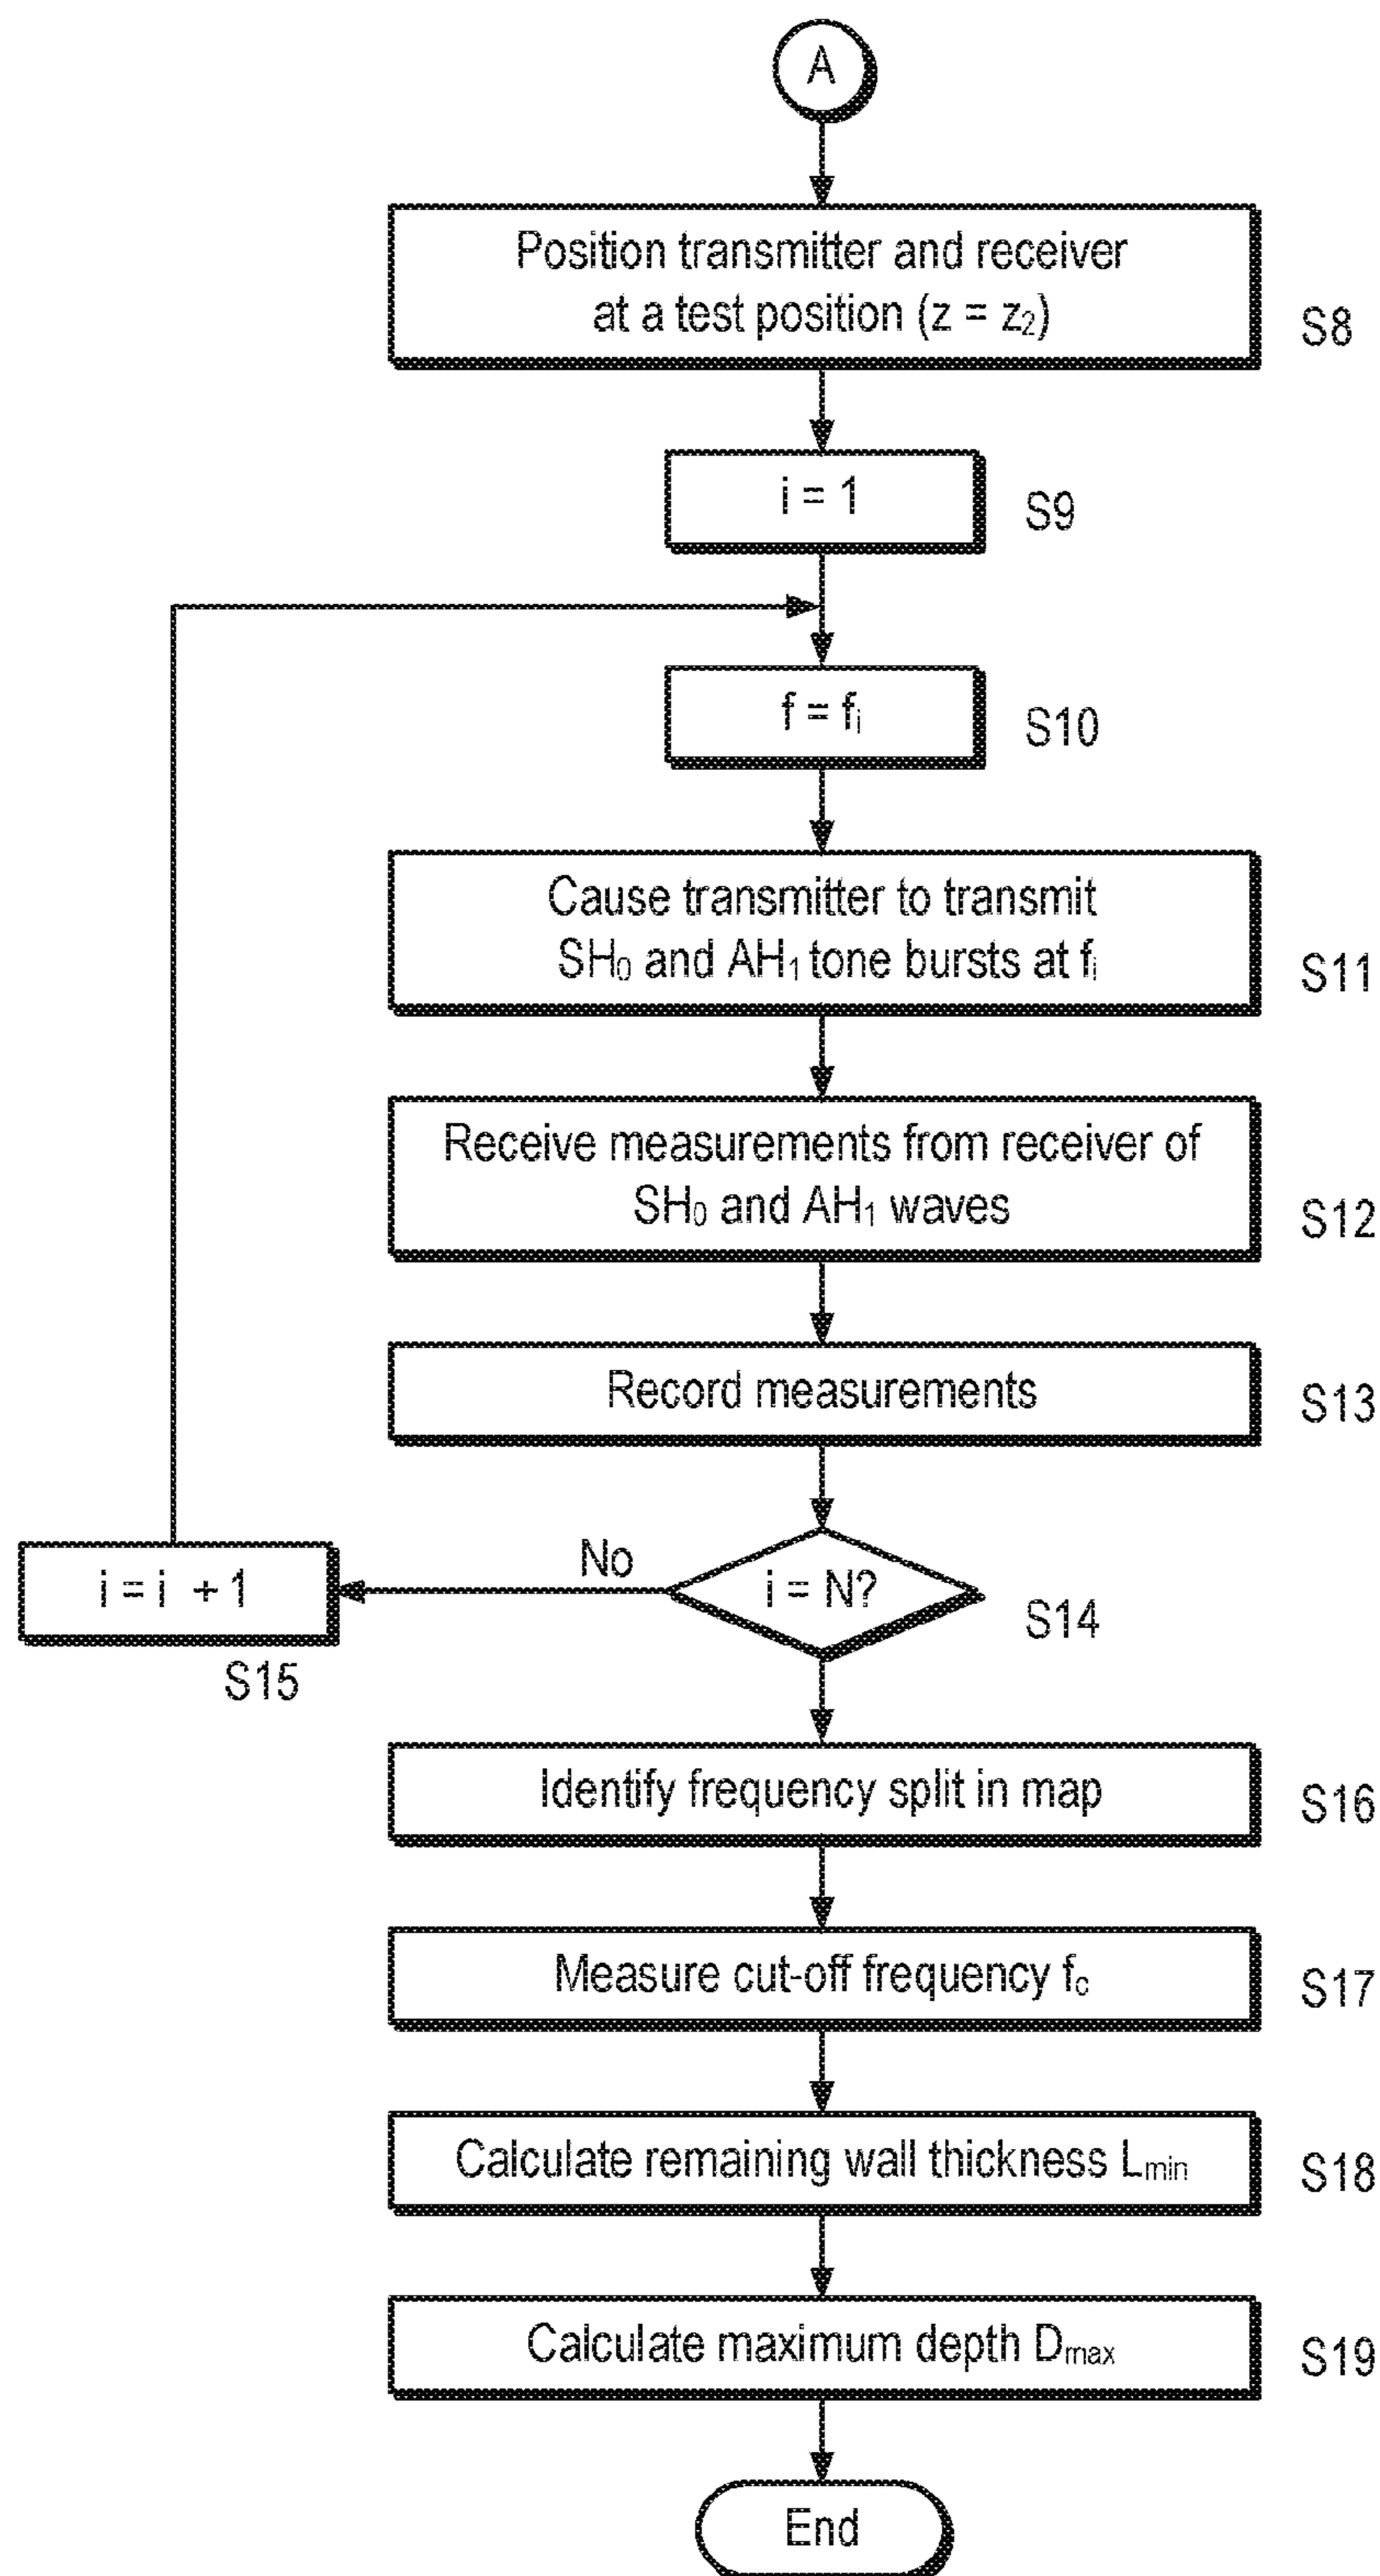 A
Position transmitter and receiver
at a test position (z = z₂)
S8
i = 1
S9
f = fᵢ
S10
Cause transmitter to transmit
SH₀ and AH₁ tone bursts at fᵢ
S11
Receive measurements from receiver of
SH₀ and AH₁ waves
S12
Record measurements
S13
No
i = i + 1
i = N?
S14
S15
Identify frequency split in map
S16
Measure cut-off frequency f_c
S17
Calculate remaining wall thickness L_min
S18
Calculate maximum depth D_max
S19
End